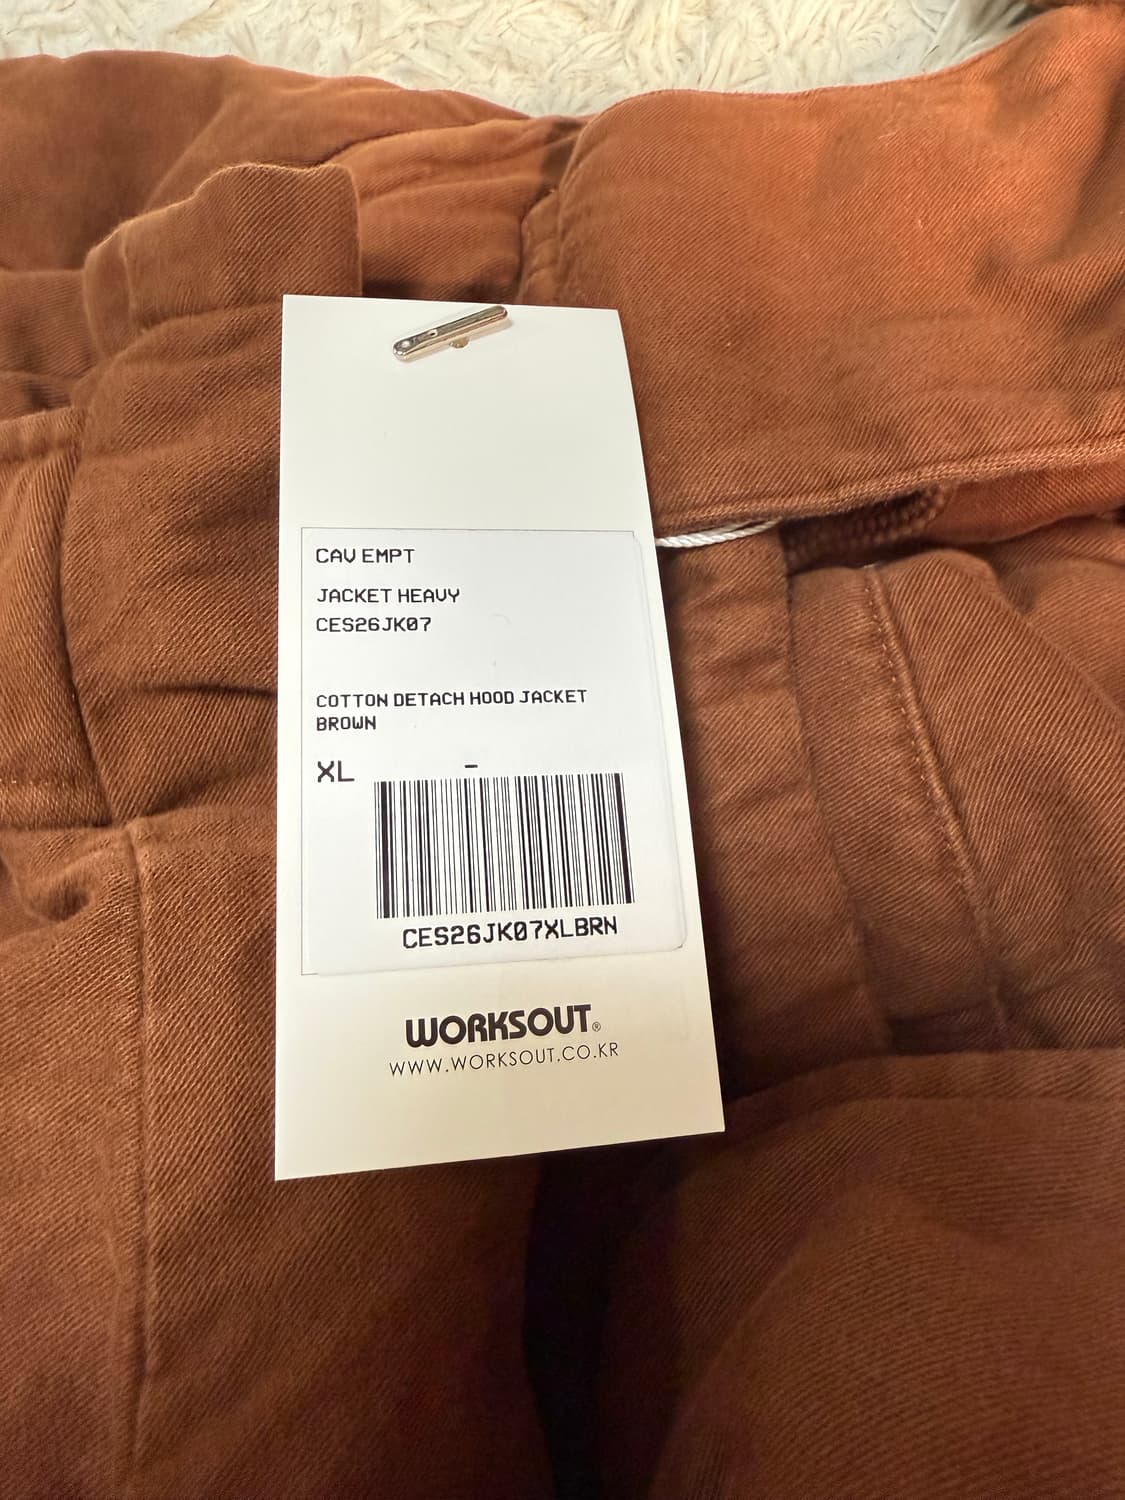 CAV EMPT
JACKET HEAVY
CES26JK07
COTTON DETACH HOOD JACKET
BROWN
XL
-
CES26JK07XLBRN
WORKSOUT®
WWW.WORKSOUT.CO.KR